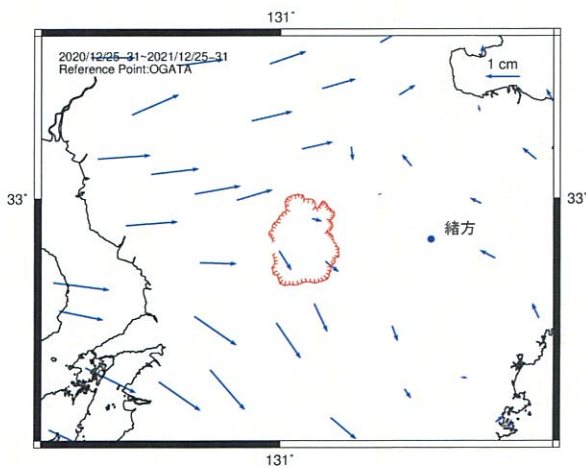 131°
2020/12/25-31~2021/12/25-31
Reference Point:OGATA
1 cm
33°
33°
緒方
131°